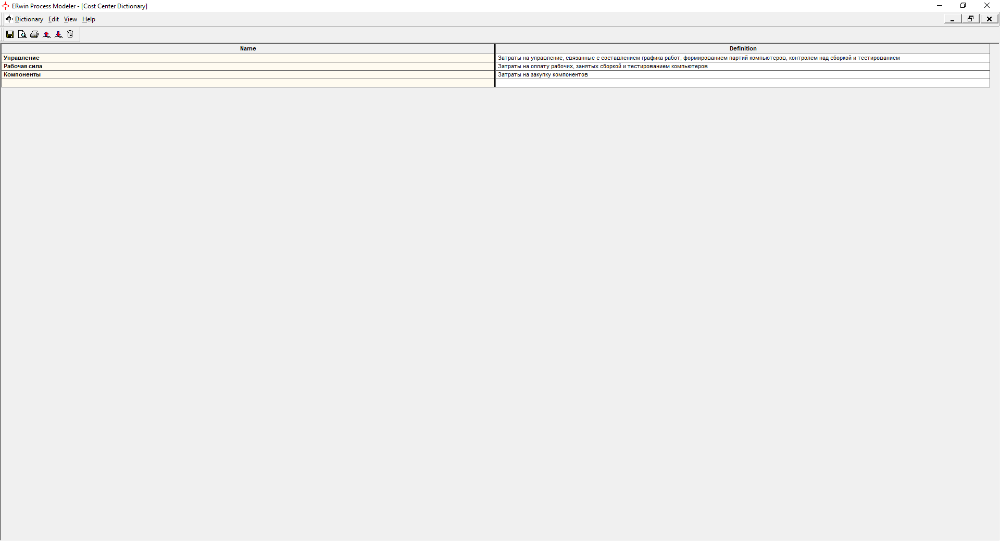 ERwin Process Modeler - [Cost Center Dictionary]
Dictionary Edit View Help
Name Definition
Управление Затраты на управление, связанные с составлением графика работ, формированием партий компьютеров, контролем над сборкой и тестированием
Рабочая сила Затраты на оплату рабочих, занятых сборкой и тестированием компьютеров
Компоненты Затраты на закупку компонентов